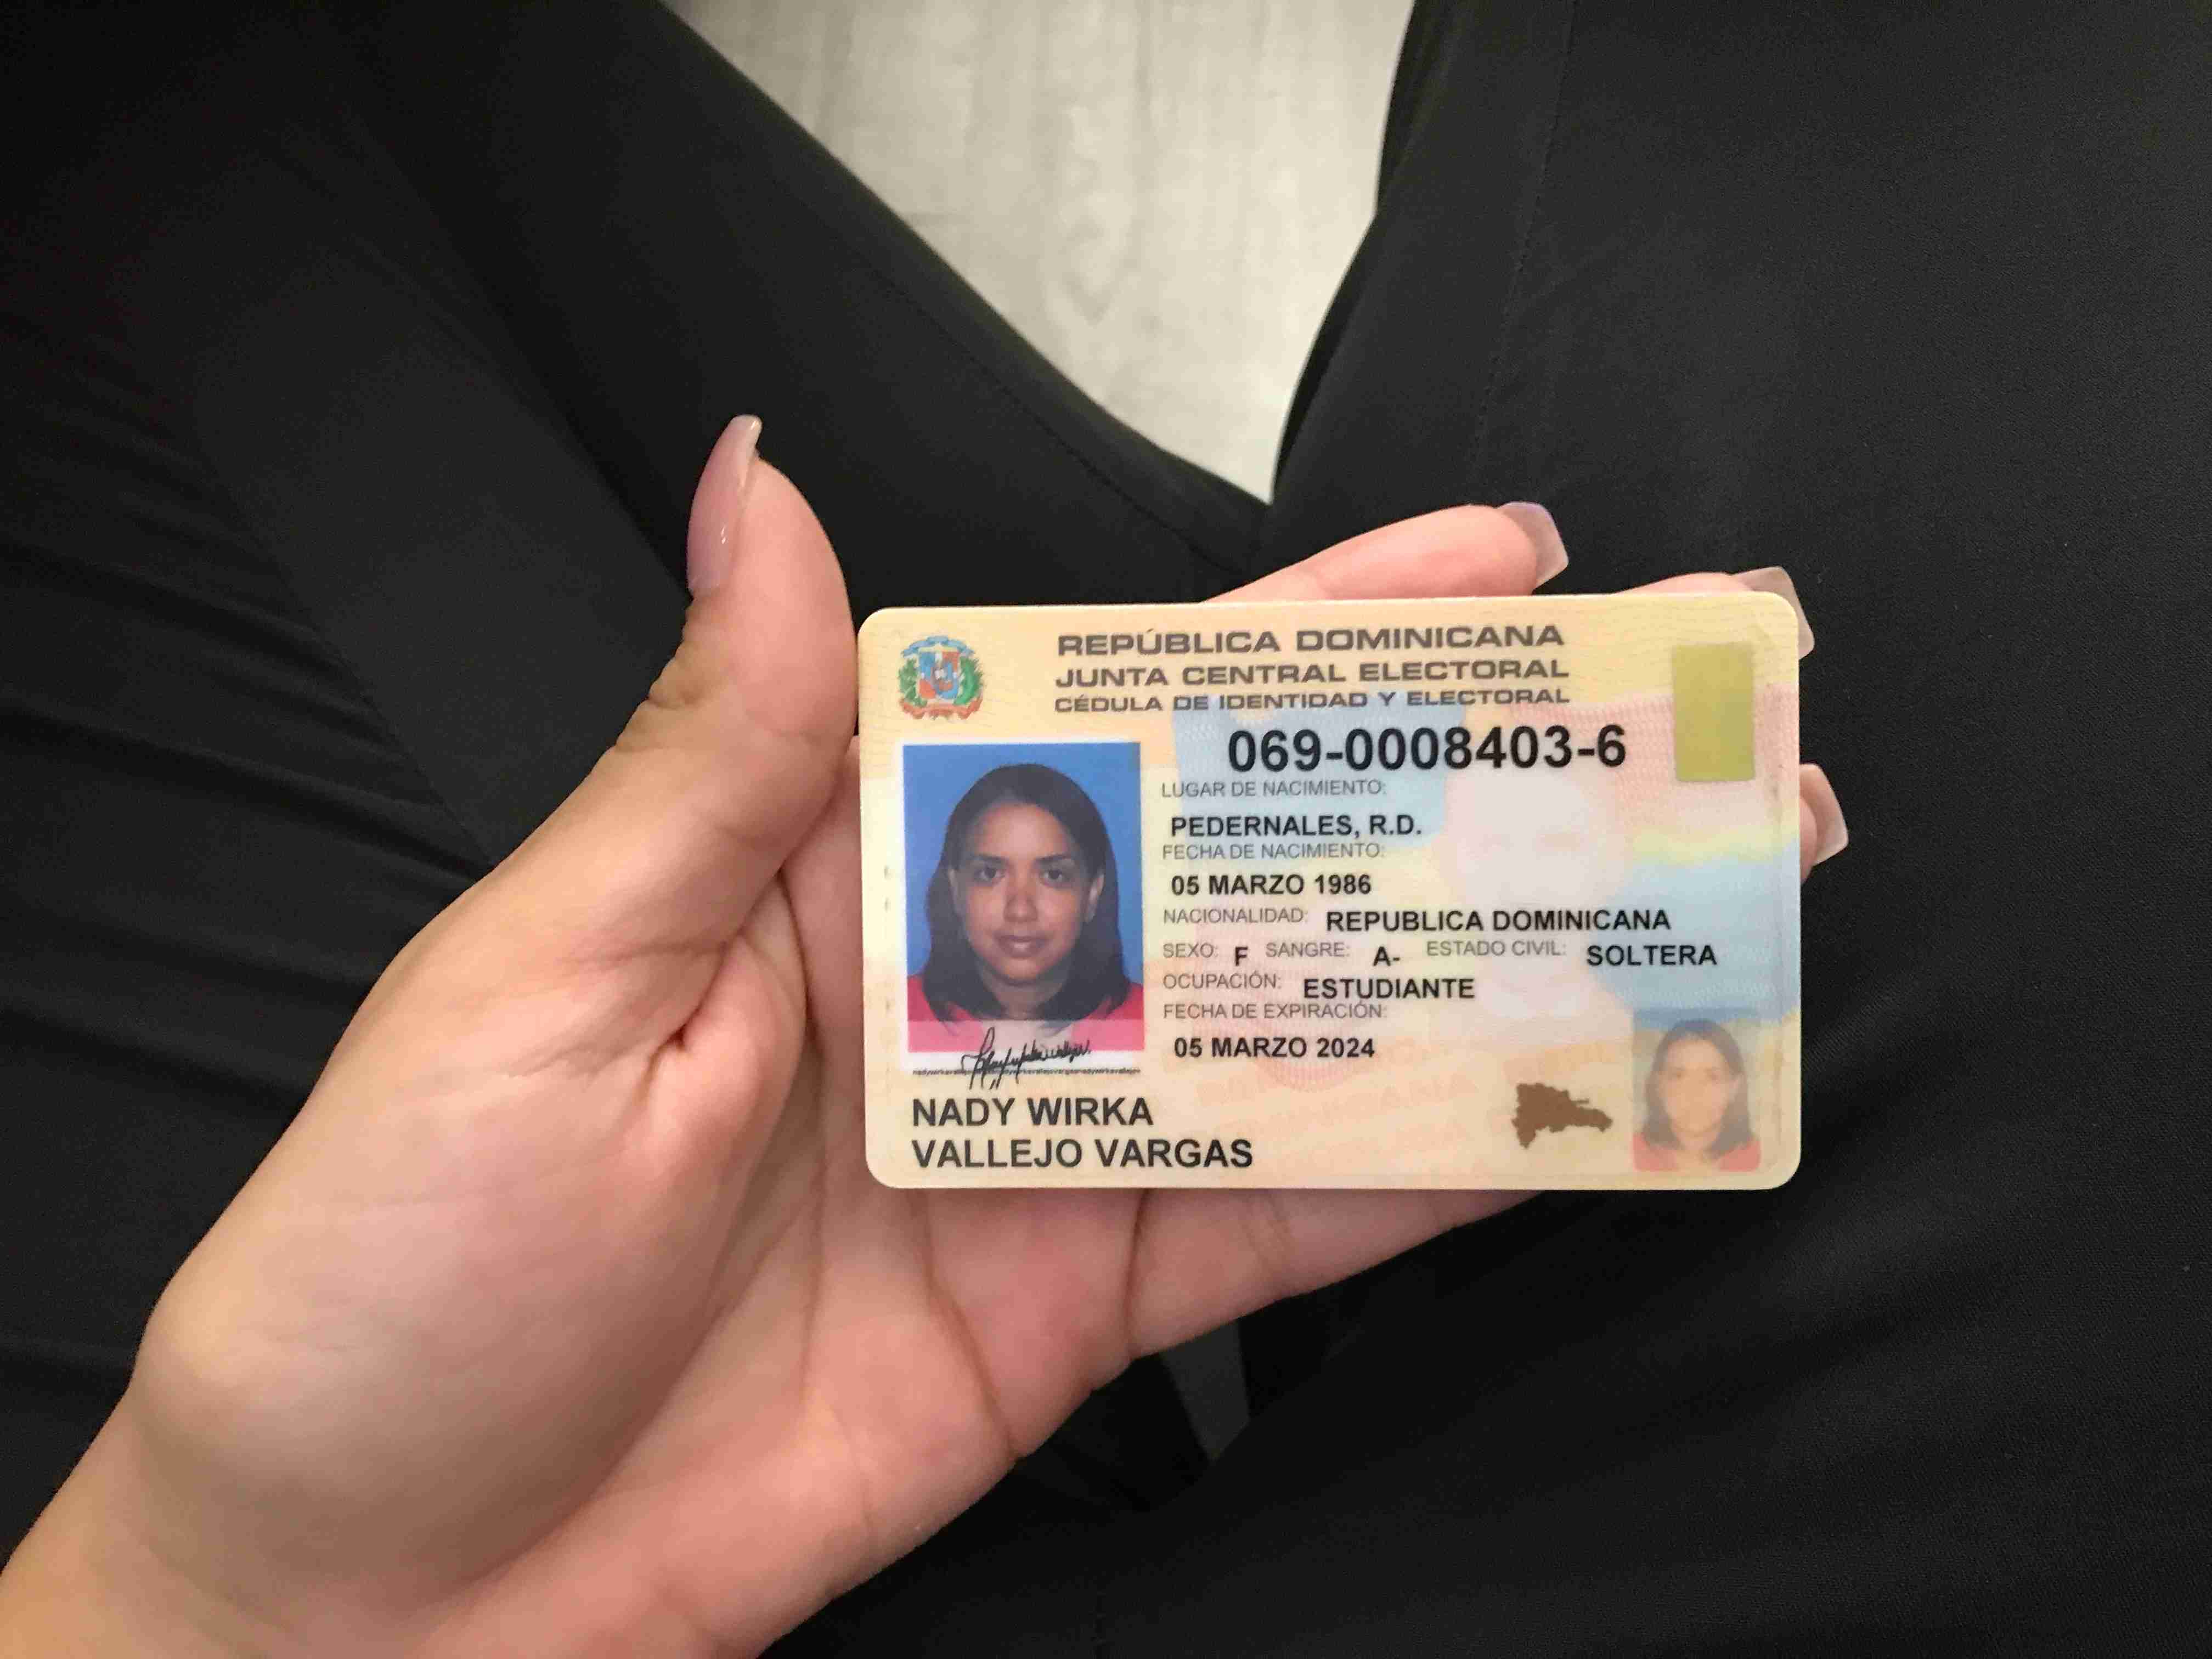 REPÚBLICA DOMINICANA
JUNTA CENTRAL ELECTORAL
CÉDULA DE IDENTIDAD Y ELECTORAL
069-0008403-6
LUGAR DE NACIMIENTO:
PEDERNALES, R.D.
FECHA DE NACIMIENTO:
05 MARZO 1986
NACIONALIDAD: REPUBLICA DOMINICANA
SEXO: F SANGRE: A- ESTADO CIVIL: SOLTERA
OCUPACIÓN: ESTUDIANTE
FECHA DE EXPIRACIÓN:
05 MARZO 2024
NADY WIRKA
VALLEJO VARGAS